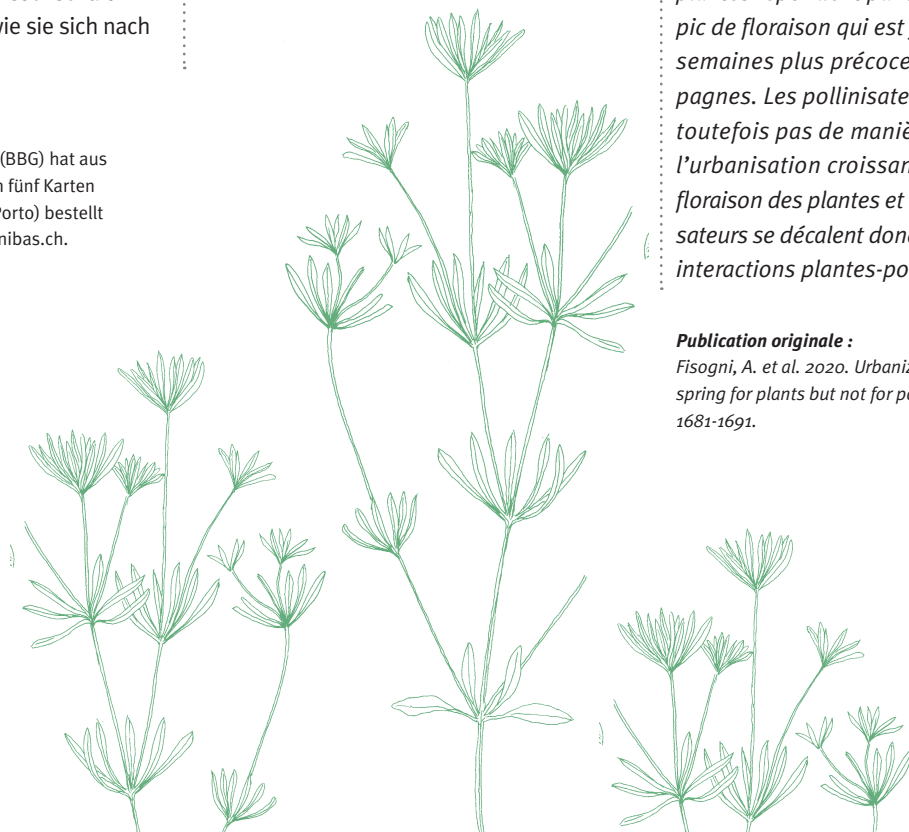 wie sie sich nach
(BBG) hat aus
fünf Karten
Porto) bestellt
nibas.ch.
pic de floraison qui est
semaines plus précoce
pagnes. Les pollinisate
toutefois pas de maniè
l’urbanisation croissan
floraison des plantes et
sateurs se décalent donc
interactions plantes-po
Publication originale :
Fisogni, A. et al. 2020. Urbaniz
spring for plants but not for po
1681-1691.